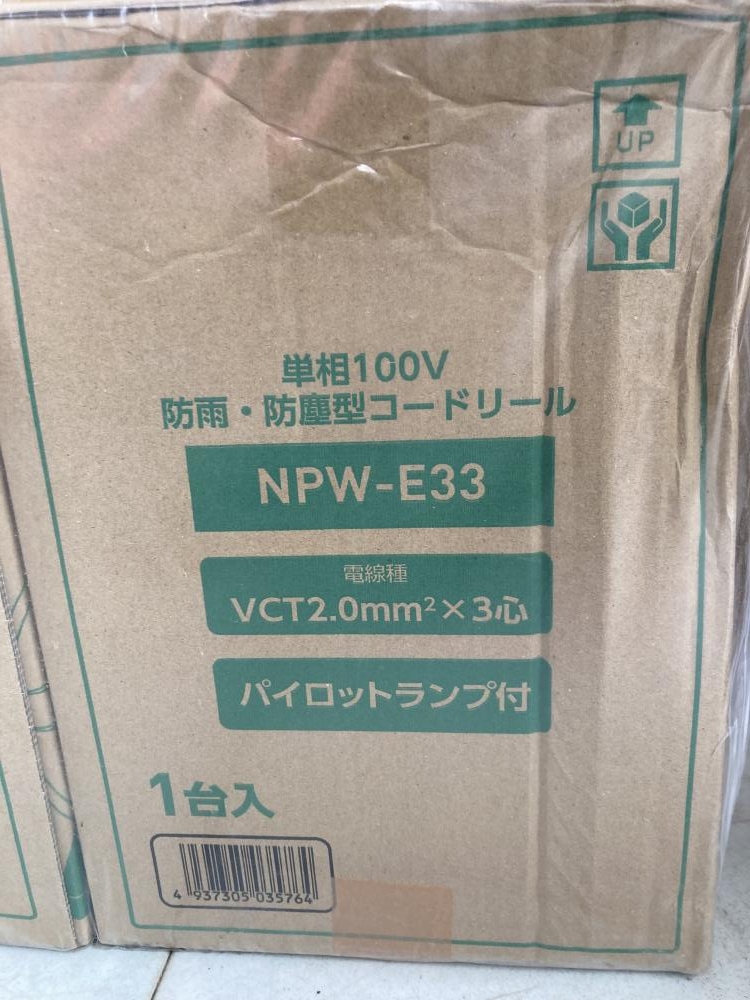 UP
単相100V
防雨・防塵型コードリール
NPW-E33
電線種
VCT2.0mm²×3心
パイロットランプ付
1台入
4 937305 035764